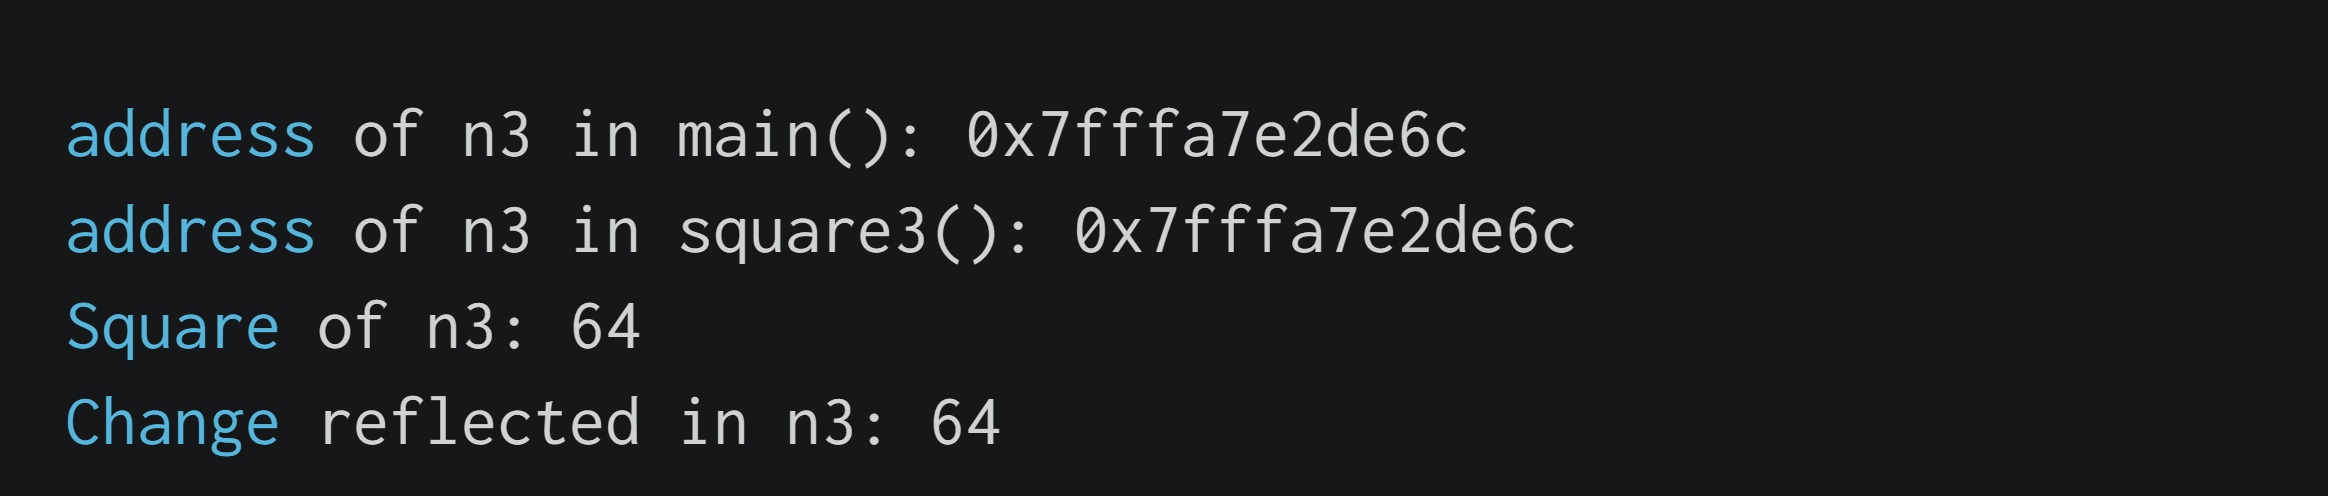 address of n3 in main(): 0x7fffa7e2de6c
address of n3 in square3(): 0x7fffa7e2de6c
Square of n3: 64
Change reflected in n3: 64